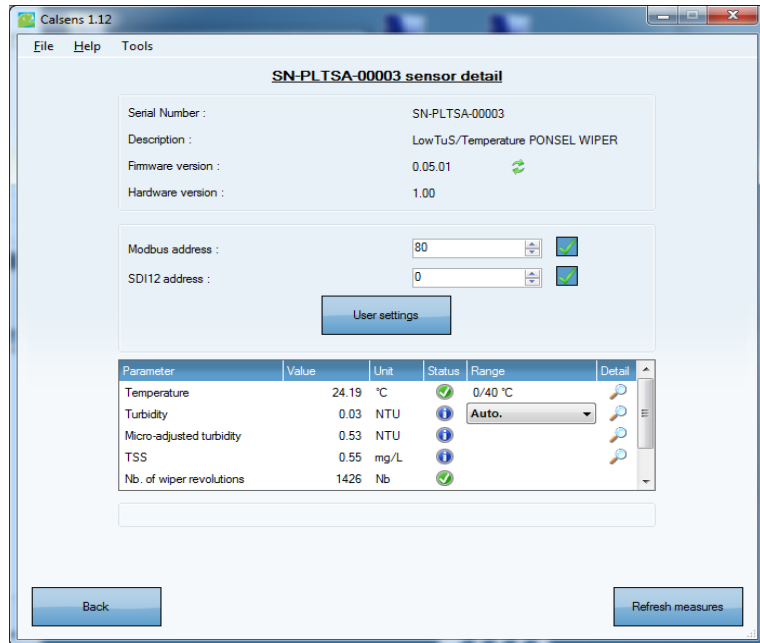 Calsens 1.12
File Help Tools
SN-PLTSA-00003 sensor detail
Serial Number : SN-PLTSA-00003
Description : LowTuS/Temperature PONSEL WIPER
Firmware version : 0.05.01
Hardware version : 1.00
Modbus address : 80
SDI12 address : 0
User settings
Parameter Value Unit Status Range Detail
Temperature 24.19 °C 0/40 °C
Turbidity 0.03 NTU Auto.
Micro-adjusted turbidity 0.53 NTU
TSS 0.55 mg/L
Nb. of wiper revolutions 1426 Nb
Back Refresh measures